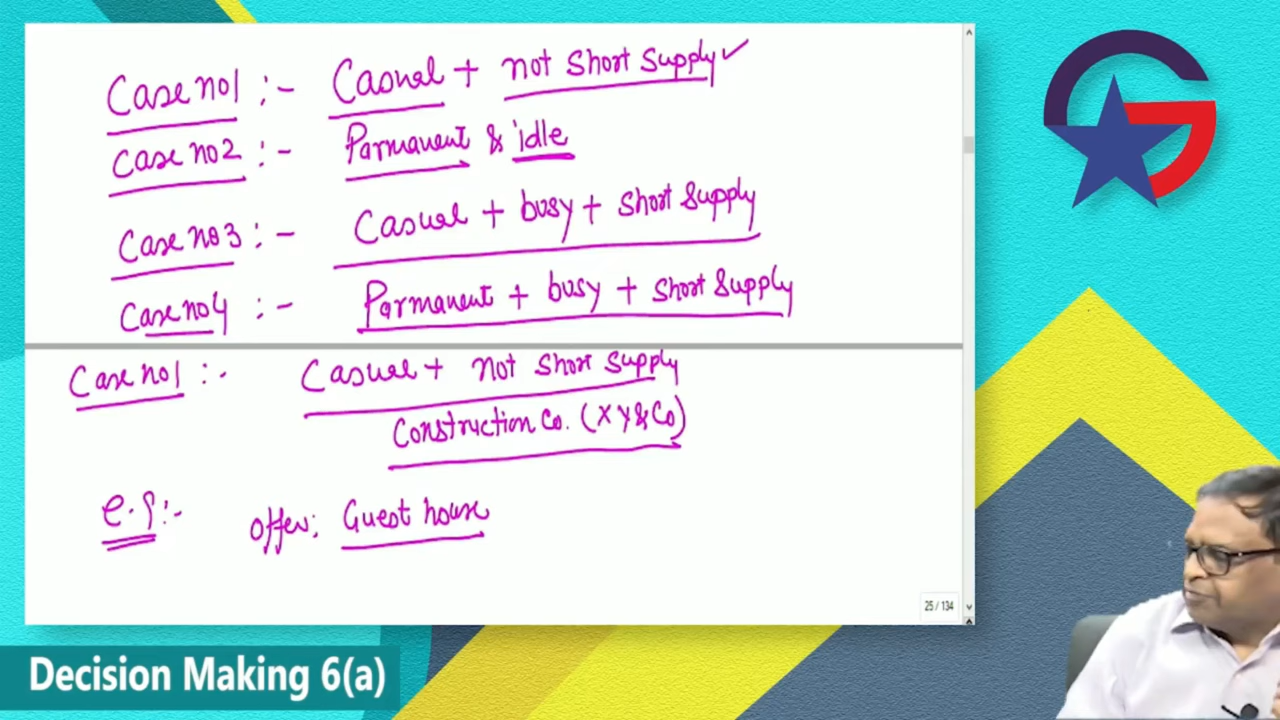 Case no1 :- Casual + not Short Supply ✓
Case no2 :- Parmanent & idle
Case no3 :- Casual + busy + Short Supply
Case no4 :- Parmanent + busy + Short Supply
Case no1 :- Casual + Not Short Supply
Construction Co. (XY&Co)
e.g:- Offer: Guest house
25 / 134
Decision Making 6(a)